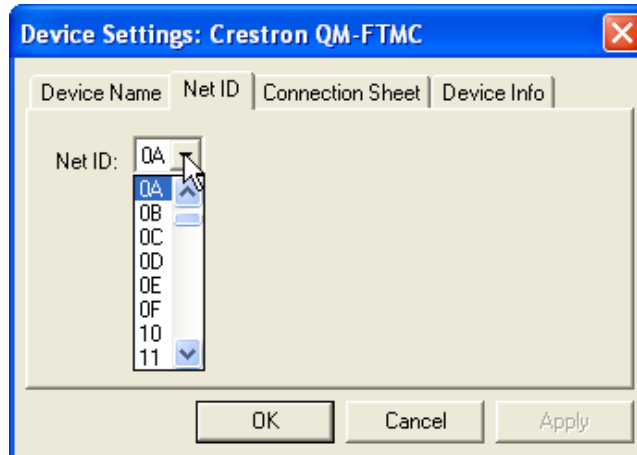 Device Settings: Crestron QM-FTMC
Device Name Net ID Connection Sheet Device Info
Net ID: 0A
0A
0B
0C
0D
0E
0F
10
11
OK Cancel Apply